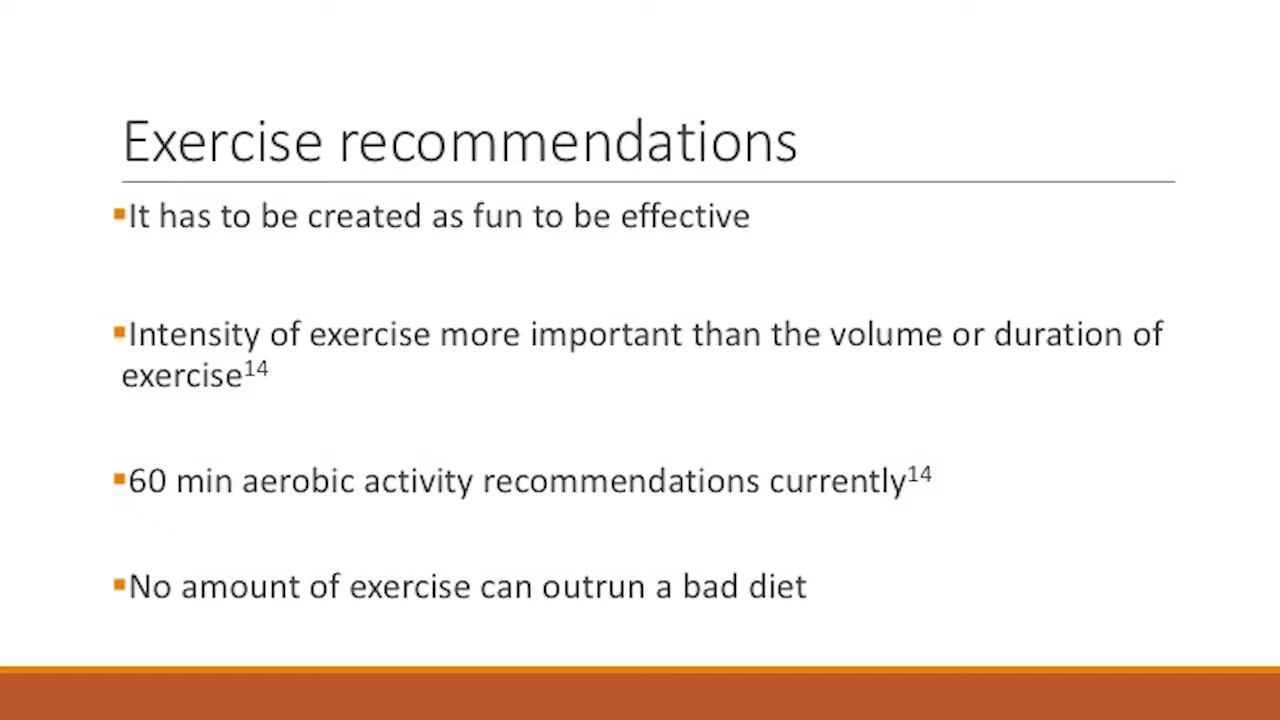 Exercise recommendations
▪It has to be created as fun to be effective
▪Intensity of exercise more important than the volume or duration of
exercise¹⁴
▪60 min aerobic activity recommendations currently¹⁴
▪No amount of exercise can outrun a bad diet